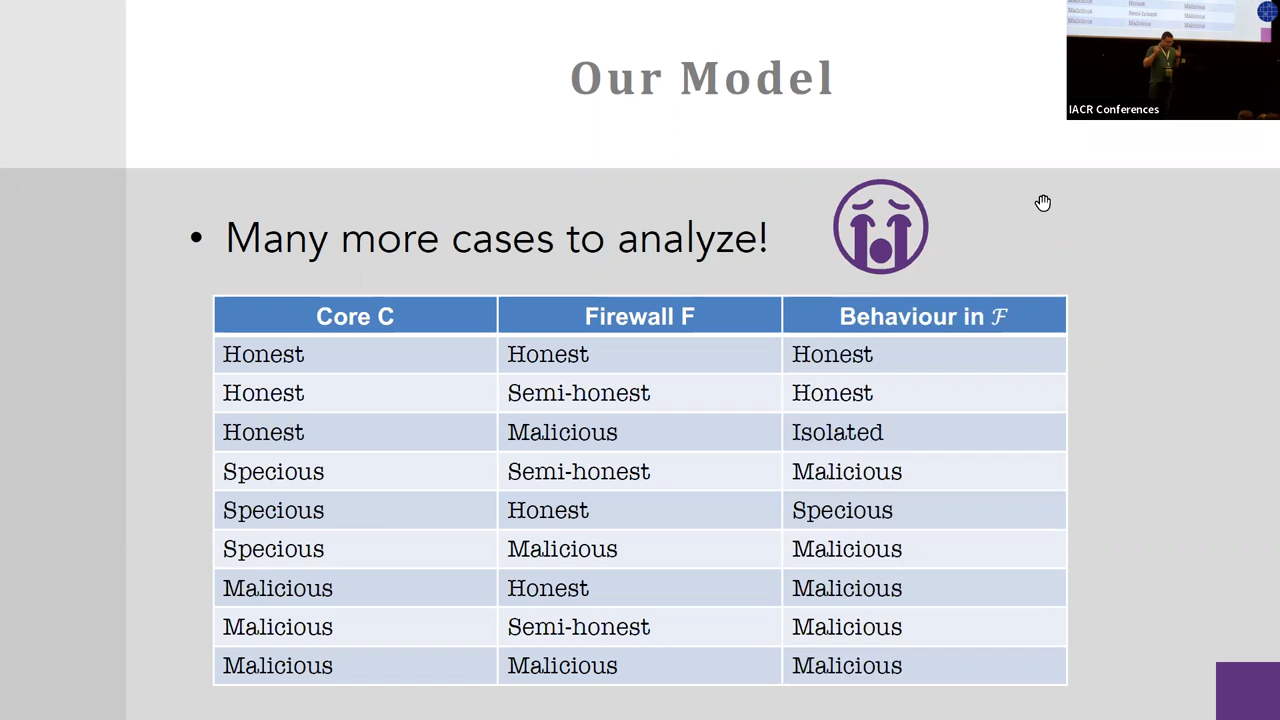 Our Model
IACR Conferences
• Many more cases to analyze!
Core C Firewall F Behaviour in ℱ
Honest Honest Honest
Honest Semi-honest Honest
Honest Malicious Isolated
Specious Semi-honest Malicious
Specious Honest Specious
Specious Malicious Malicious
Malicious Honest Malicious
Malicious Semi-honest Malicious
Malicious Malicious Malicious